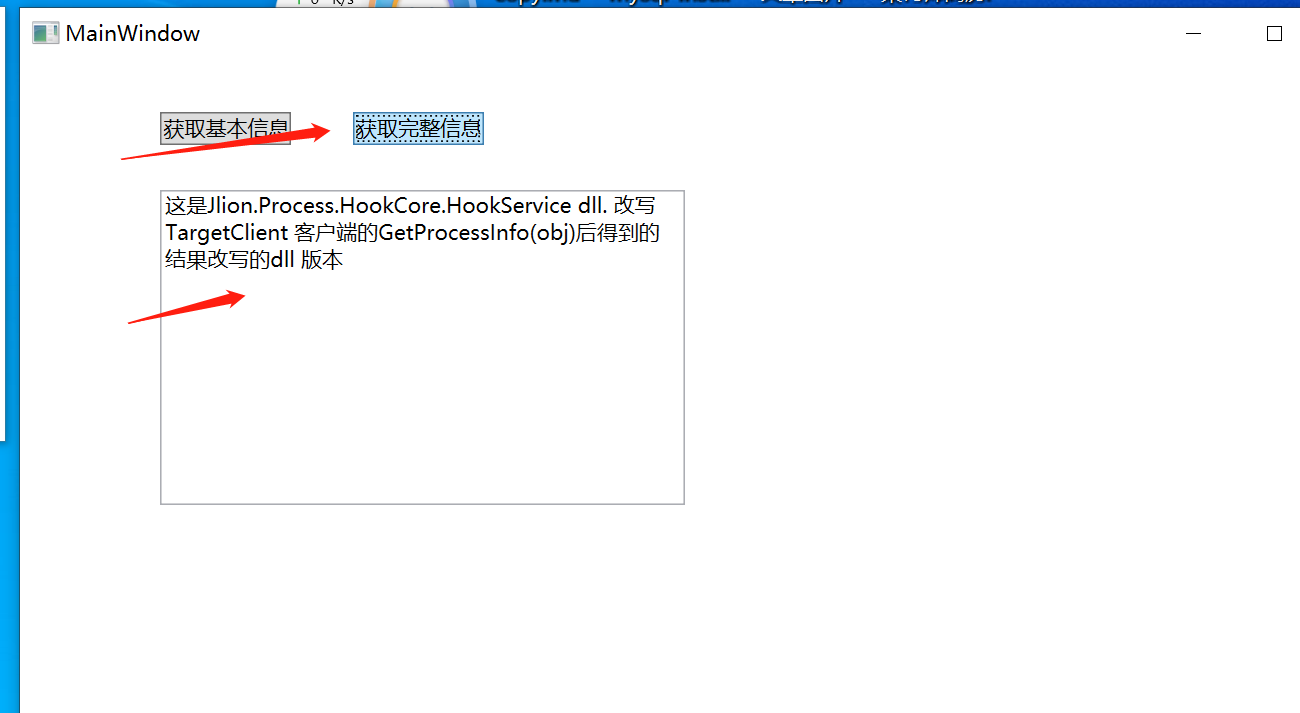 0 K/s
MainWindow
获取基本信息 获取完整信息
这是Jlion.Process.HookCore.HookService dll. 改写
TargetClient 客户端的GetProcessInfo(obj)后得到的
结果改写的dll 版本